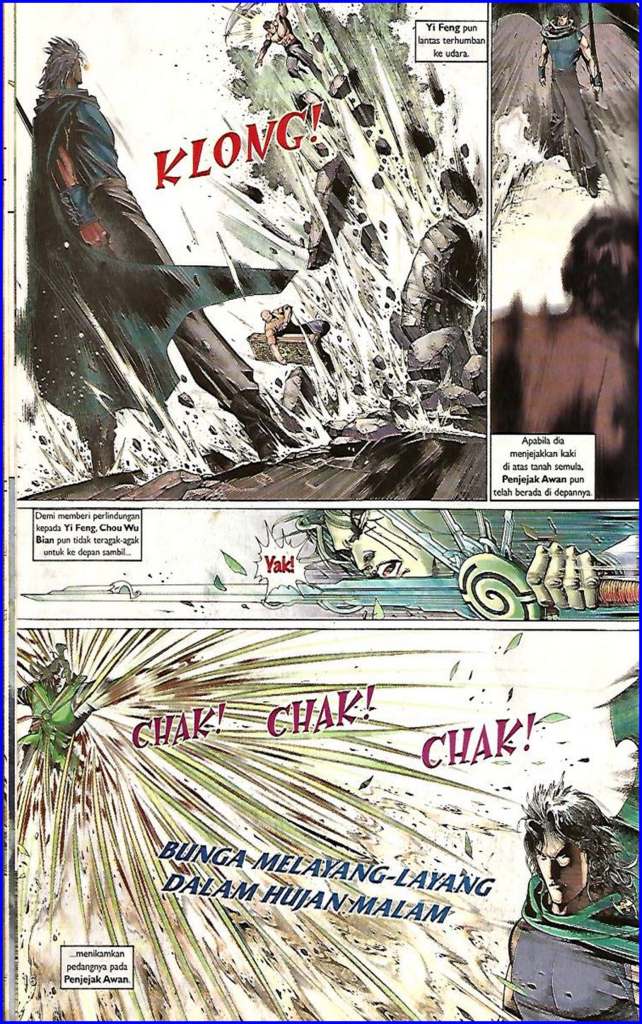 Yi Feng pun
lantas terhumban
ke udara.
KLONG!
Apabila dia
menjejakkan kaki
di atas tanah semula,
Penjejak Awan pun
telah berada di depannya.
Demi memberi perlindungan
kepada Yi Feng, Chou Wu
Bian pun tidak teragak-agak
untuk ke depan sambil...
Yak!
CHAK!
CHAK!
CHAK!
BUNGA MELAYANG-LAYANG
DALAM HUJAN MALAM
...menikamkan
pedangnya pada
Penjejak Awan.